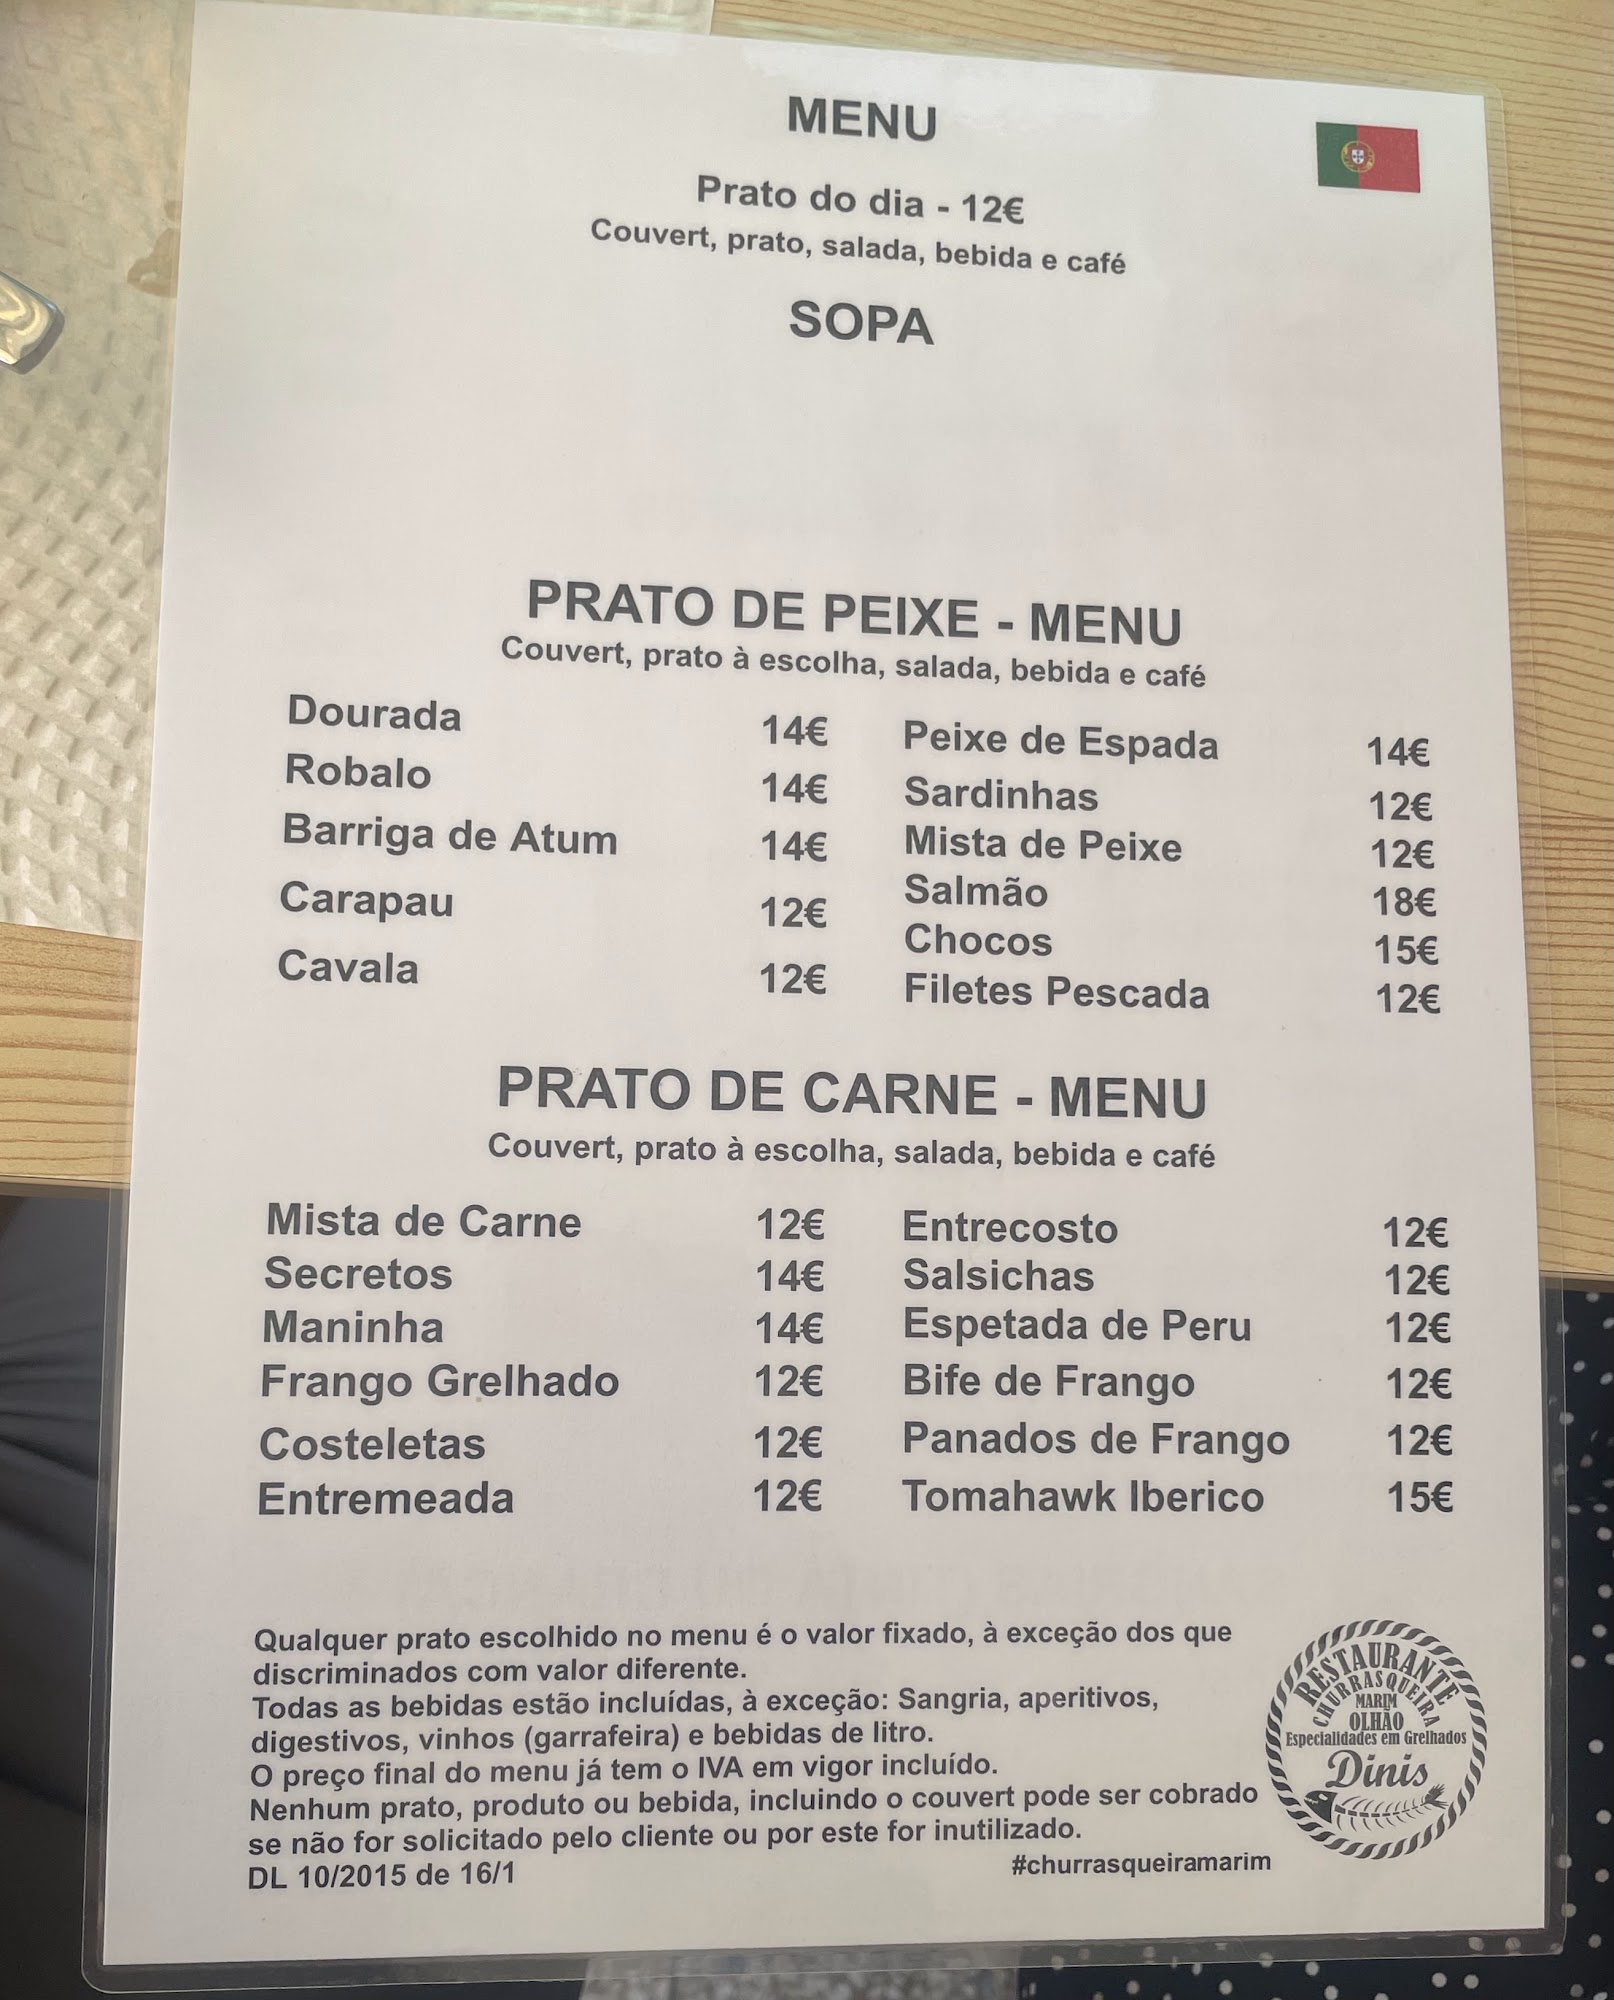 MENU
Prato do dia - 12€
Couvert, prato, salada, bebida e café
SOPA
PRATO DE PEIXE - MENU
Couvert, prato à escolha, salada, bebida e café
Dourada 14€
Robalo 14€
Barriga de Atum 14€
Carapau 12€
Cavala 12€
Peixe de Espada 14€
Sardinhas 12€
Mista de Peixe 12€
Salmão 18€
Chocos 15€
Filetes Pescada 12€
PRATO DE CARNE - MENU
Couvert, prato à escolha, salada, bebida e café
Mista de Carne 12€
Secretos 14€
Maninha 14€
Frango Grelhado 12€
Costeletas 12€
Entremeada 12€
Entrecosto 12€
Salsichas 12€
Espetada de Peru 12€
Bife de Frango 12€
Panados de Frango 12€
Tomahawk Iberico 15€
Qualquer prato escolhido no menu é o valor fixado, à exceção dos que
discriminados com valor diferente.
Todas as bebidas estão incluídas, à exceção: Sangria, aperitivos,
digestivos, vinhos (garrafeira) e bebidas de litro.
O preço final do menu já tem o IVA em vigor incluído.
Nenhum prato, produto ou bebida, incluindo o couvert pode ser cobrado
se não for solicitado pelo cliente ou por este for inutilizado.
DL 10/2015 de 16/1
#churrasqueiramarim
RESTAURANTE
CHURRASQUEIRA
MARIM
OLHÃO
Especialidades em Grelhados
Dinis